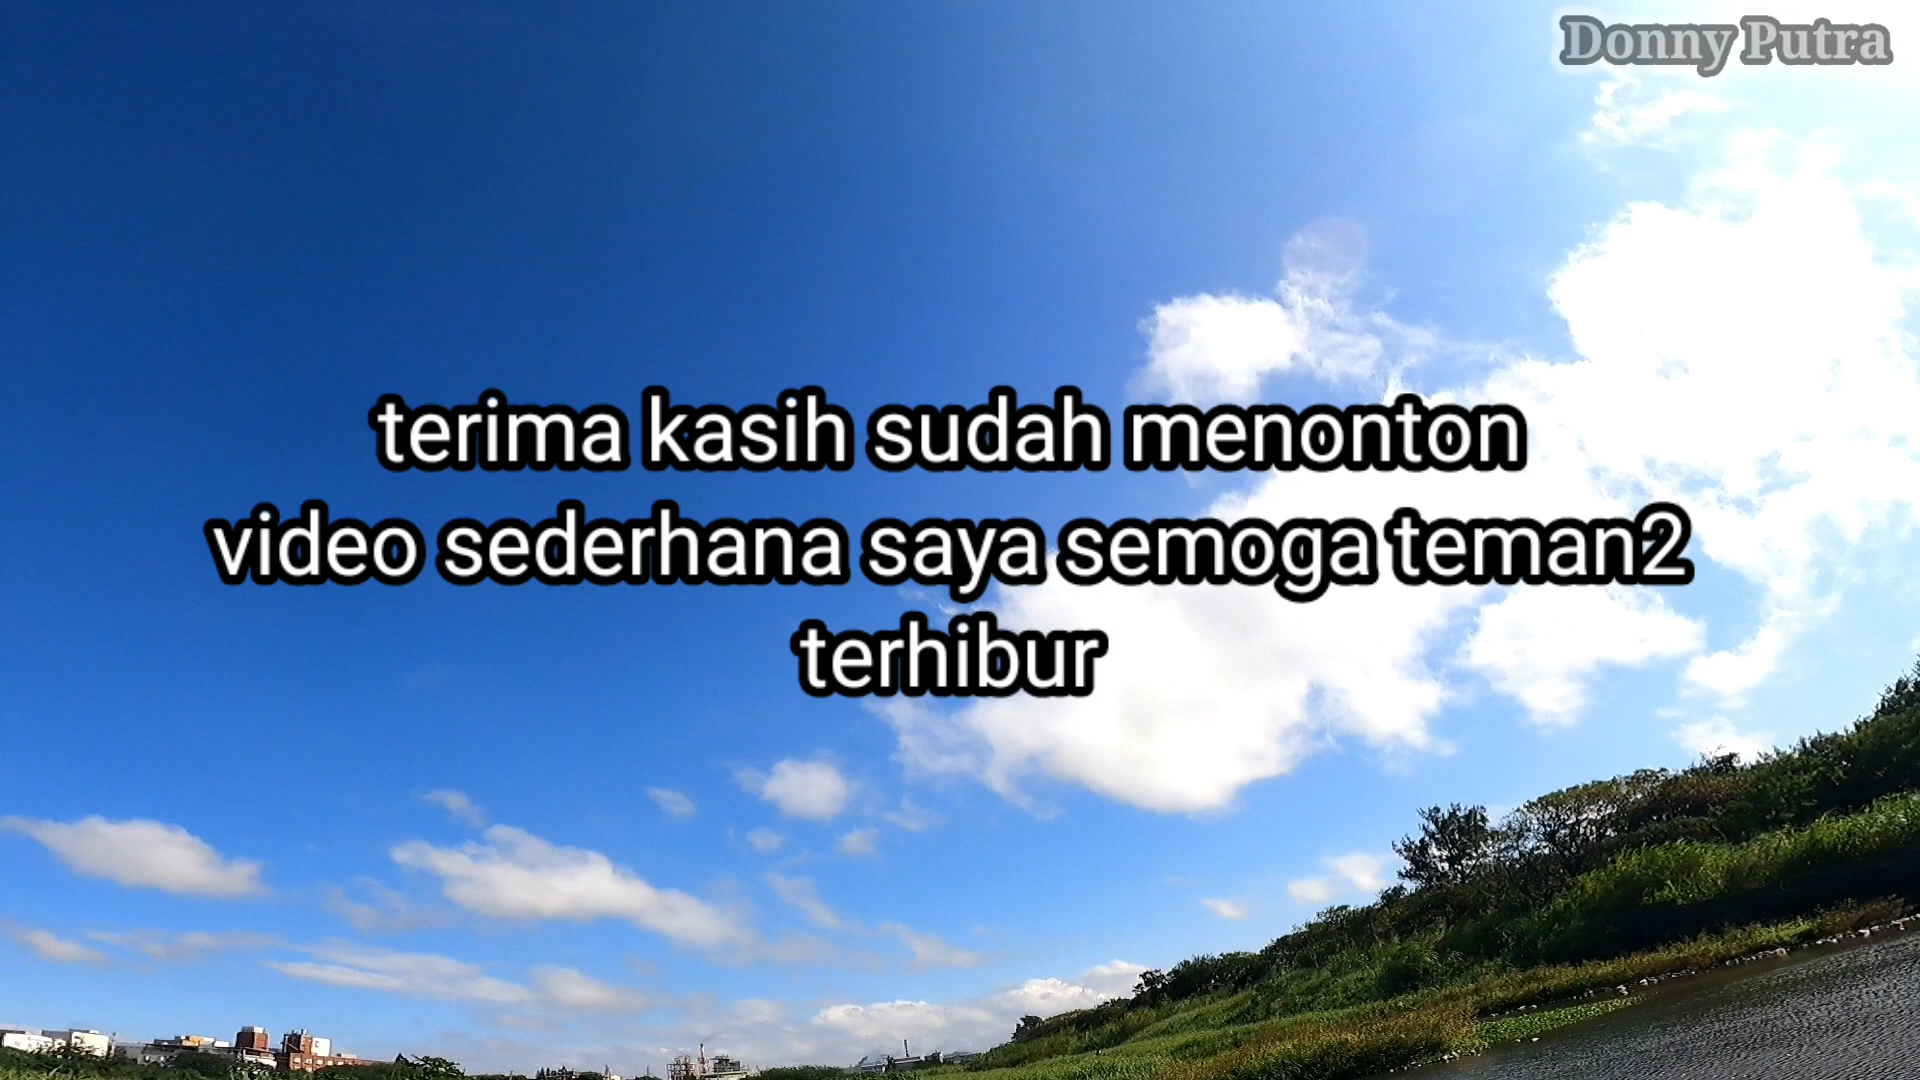 Donny Putra
terima kasih sudah menonton
video sederhana saya semoga teman2
terhibur